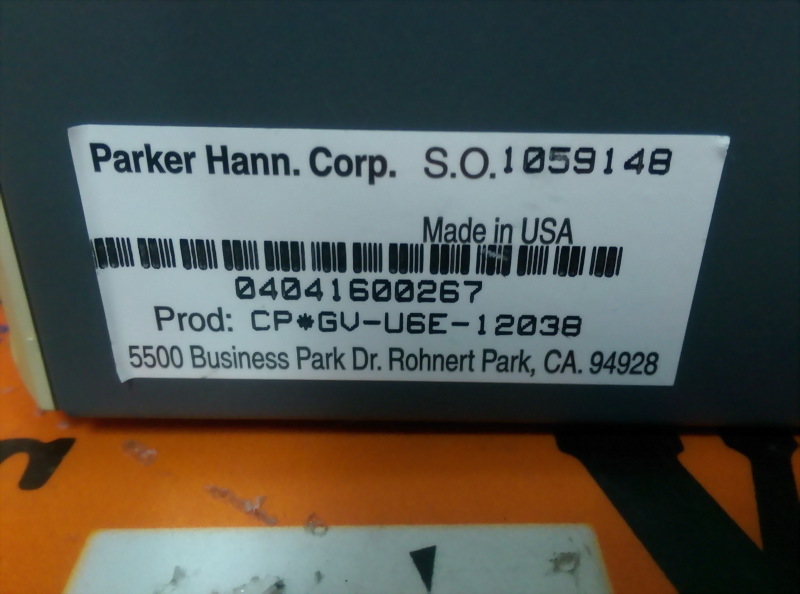 Parker Hann. Corp. S.O. 1059148
Made in USA
04041600267
Prod: CP*GV-U6E-12038
5500 Business Park Dr. Rohnert Park, CA. 94928